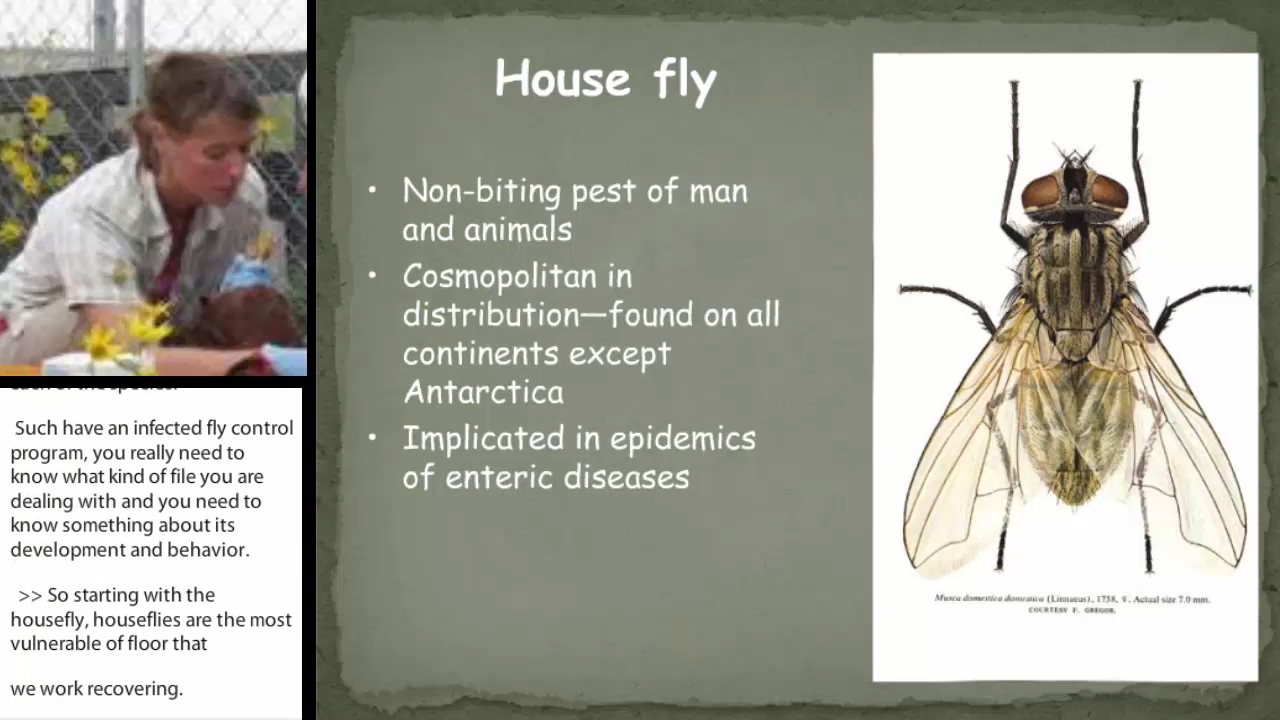 House fly
• Non-biting pest of man
and animals
• Cosmopolitan in
distribution—found on all
continents except
Antarctica
• Implicated in epidemics
of enteric diseases
Musca domestica domestica (Linnaeus), 1758, ♀. Actual size 7.0 mm.
COURTESY F. GREGOR.
each of the species.
Such have an infected fly control
program, you really need to
know what kind of file you are
dealing with and you need to
know something about its
development and behavior.
>> So starting with the
housefly, houseflies are the most
vulnerable of floor that
we work recovering.